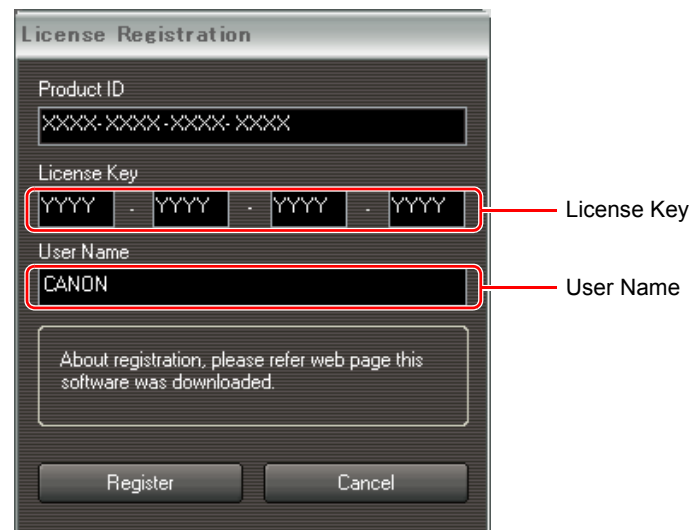 License Registration
Product ID
XXXX-XXXX-XXXX-XXXX
License Key
YYYY - YYYY - YYYY - YYYY
License Key
User Name
CANON
User Name
About registration, please refer web page this
software was downloaded.
Register Cancel